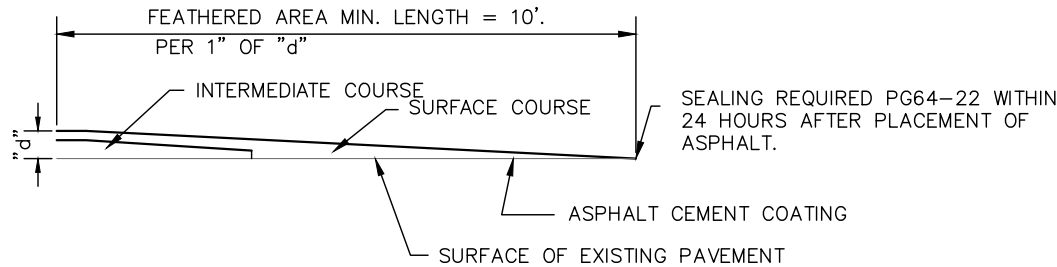 FEATHERED AREA MIN. LENGTH = 10'.
PER 1" OF "d"
INTERMEDIATE COURSE
SURFACE COURSE
SEALING REQUIRED PG64-22 WITHIN
24 HOURS AFTER PLACEMENT OF
ASPHALT.
"d"
ASPHALT CEMENT COATING
SURFACE OF EXISTING PAVEMENT